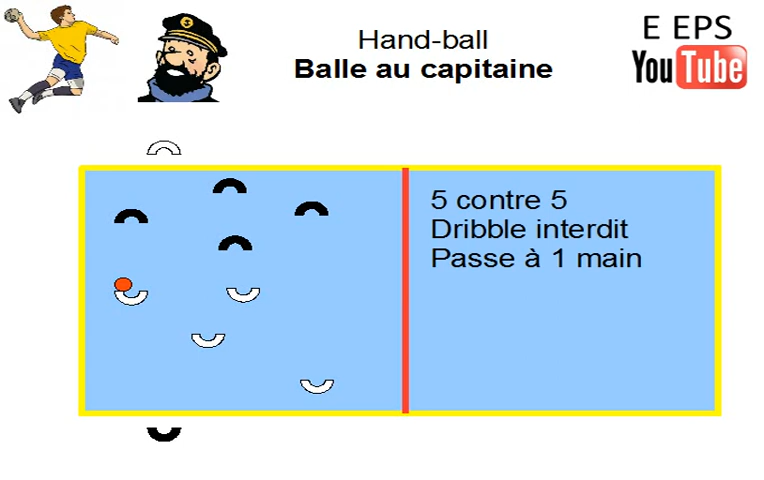 Hand-ball
Balle au capitaine
E EPS
YouTube
5 contre 5
Dribble interdit
Passe à 1 main